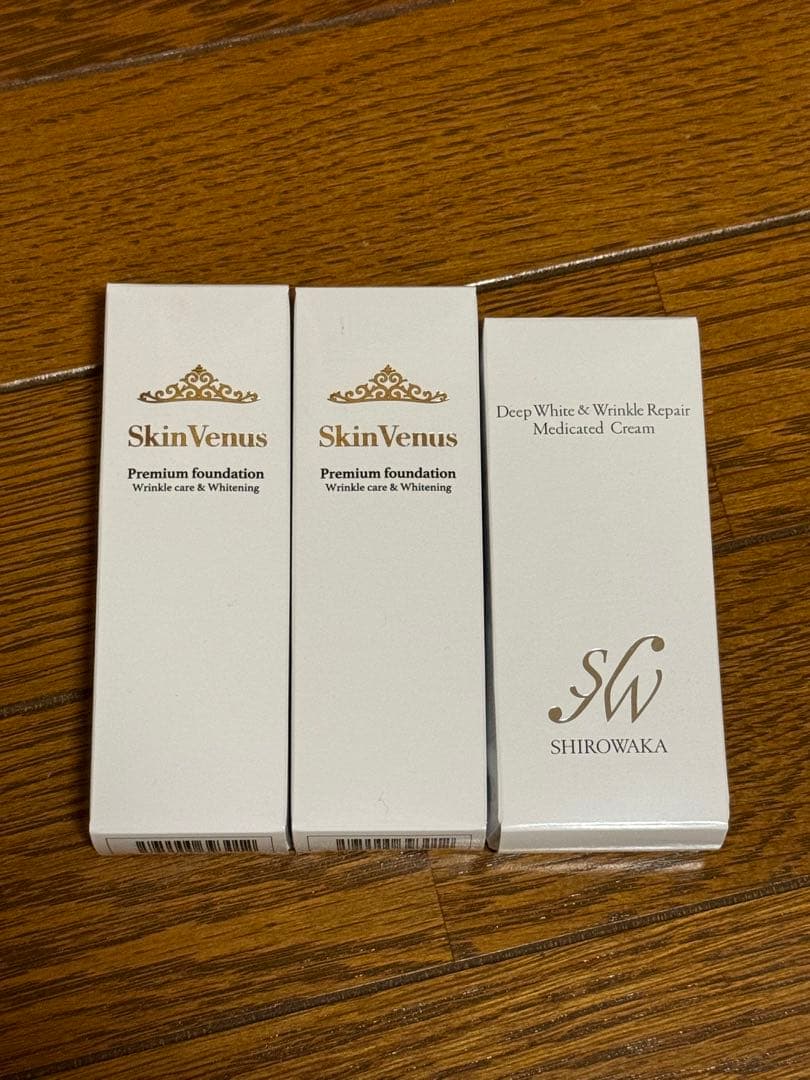 SkinVenus
Premium foundation
Wrinkle care & Whitening
SkinVenus
Premium foundation
Wrinkle care & Whitening
Deep White & Wrinkle Repair
Medicated Cream
SW
SHIROWAKA